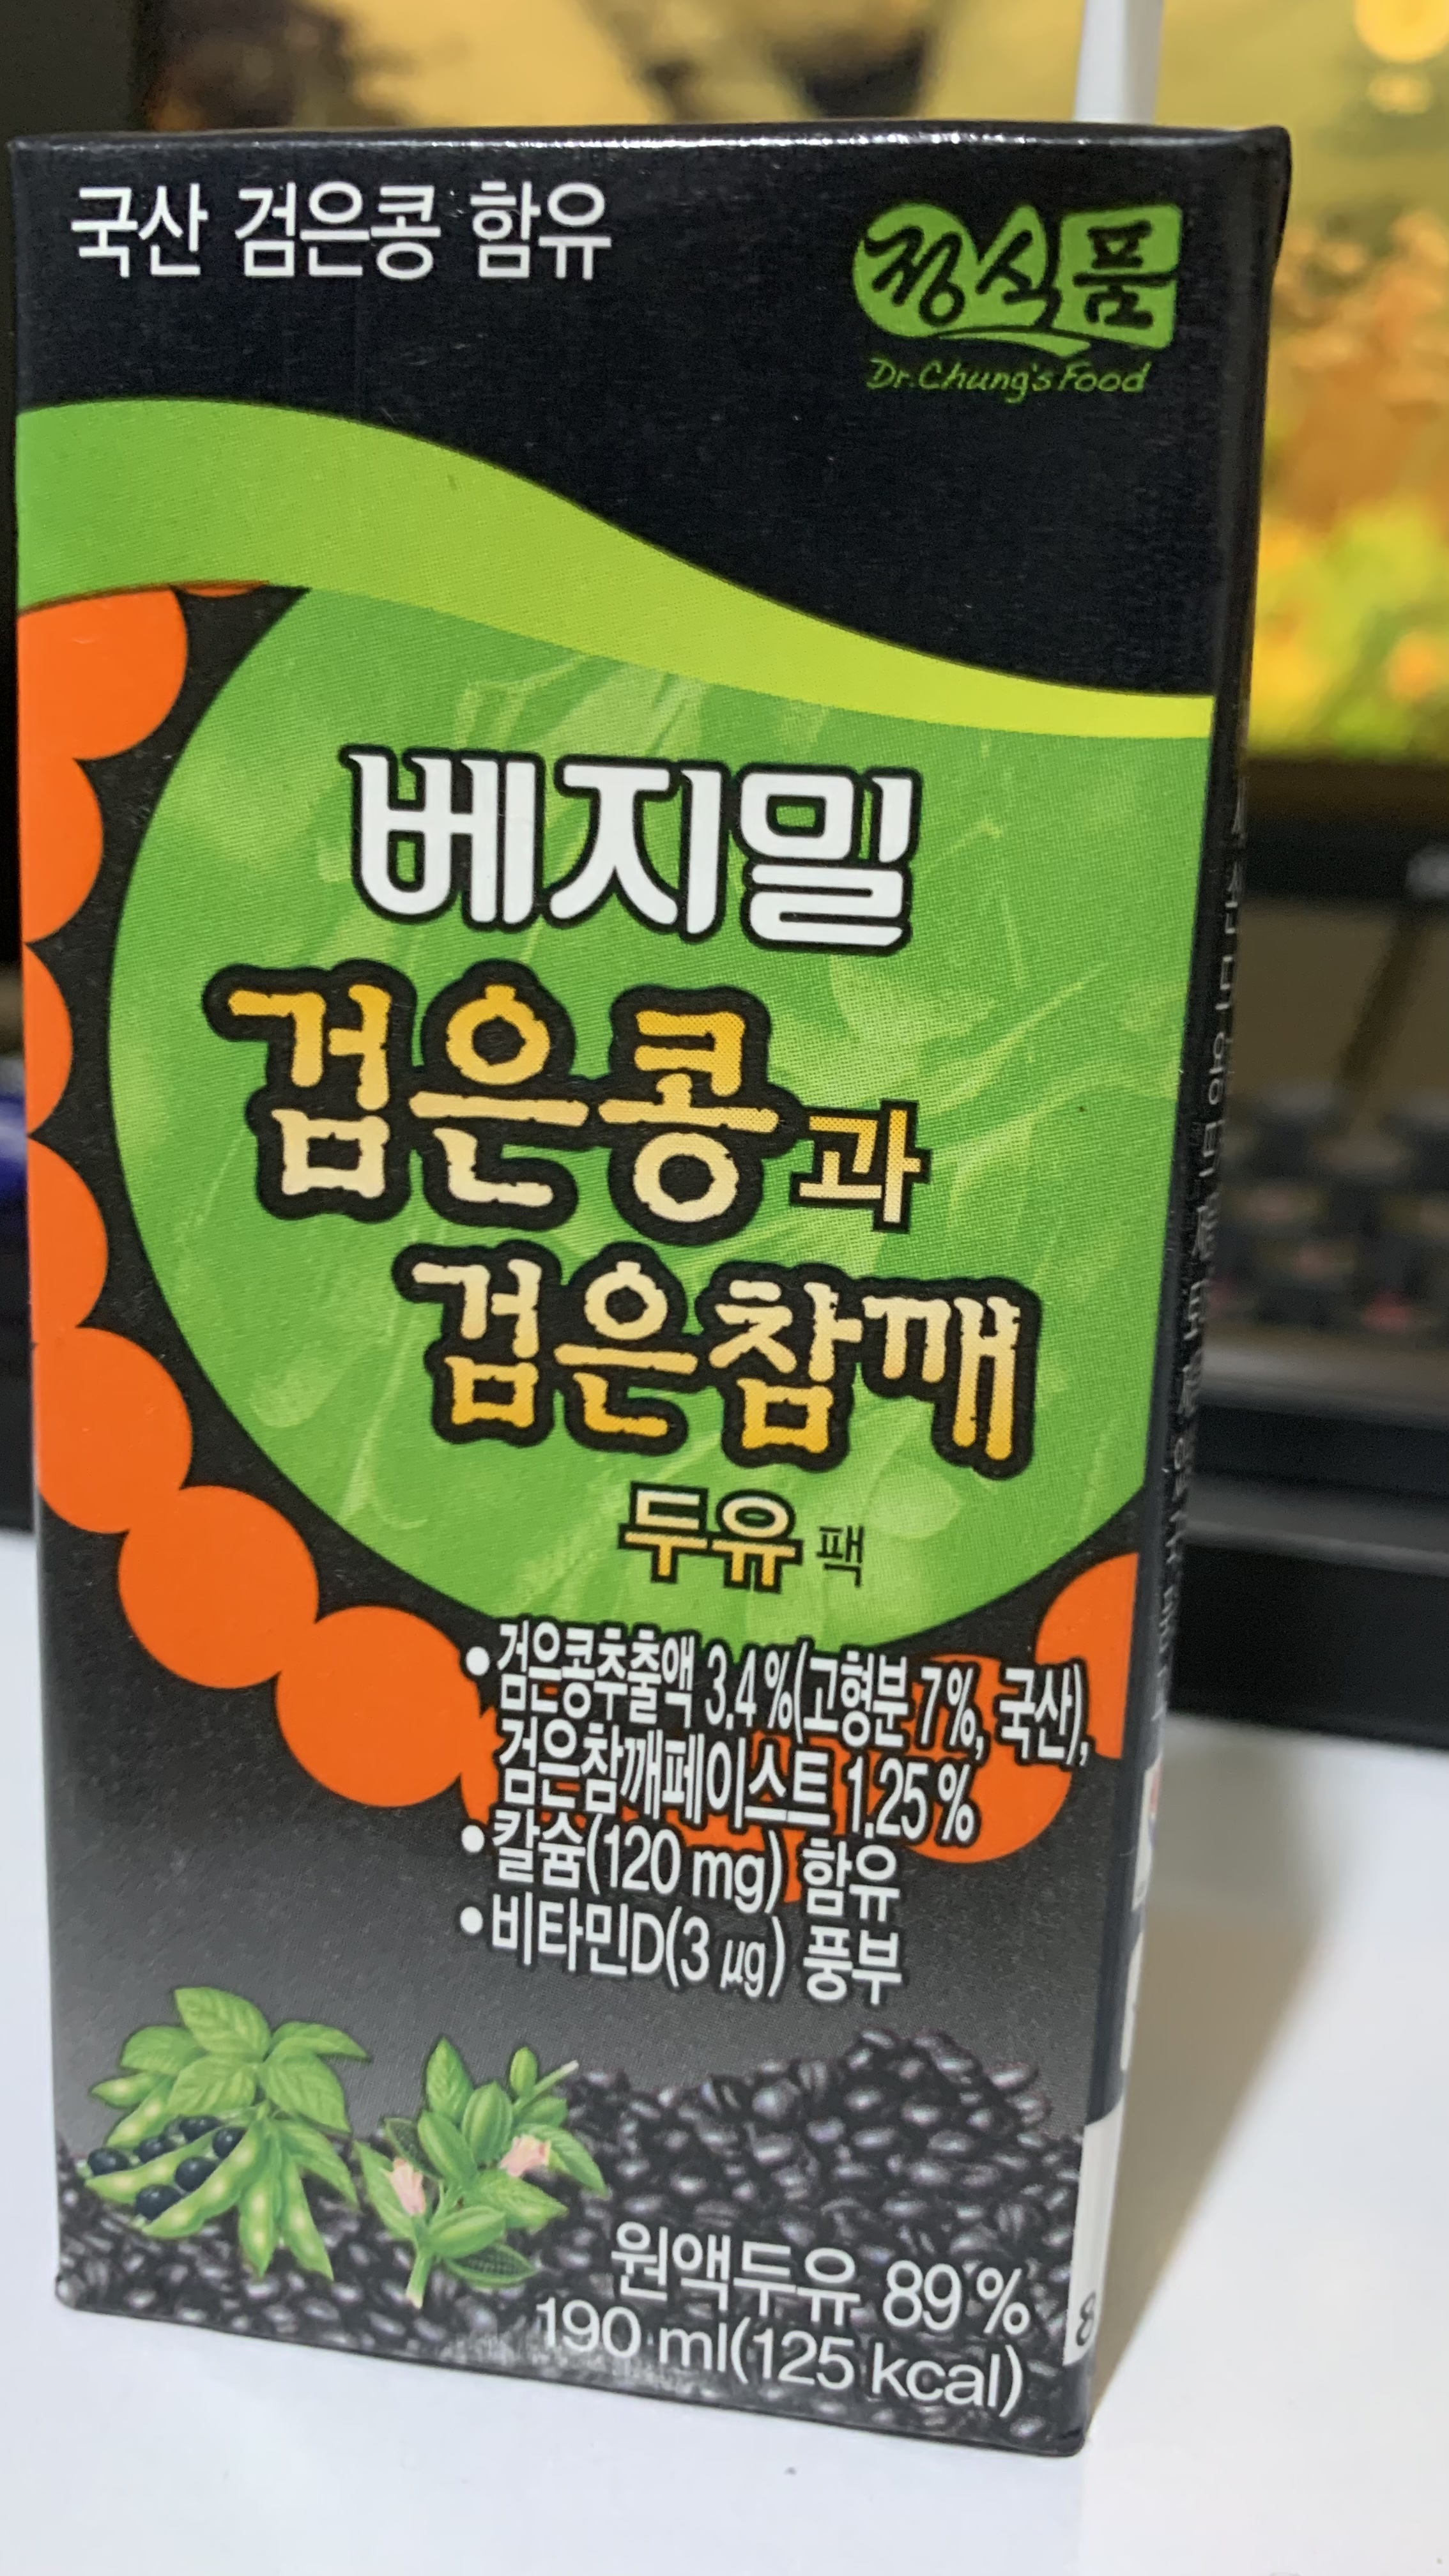 국산 검은콩 함유
정식품
Dr.Chung's Food
베지밀
검은콩과
검은참깨
두유 팩
•검은콩추출액 3.4%(고형분 7%, 국산),
검은참깨페이스트 1.25%
•칼슘(120 mg) 함유
•비타민D(3 μg) 풍부
원액두유 89%
190 ml(125 kcal)
8